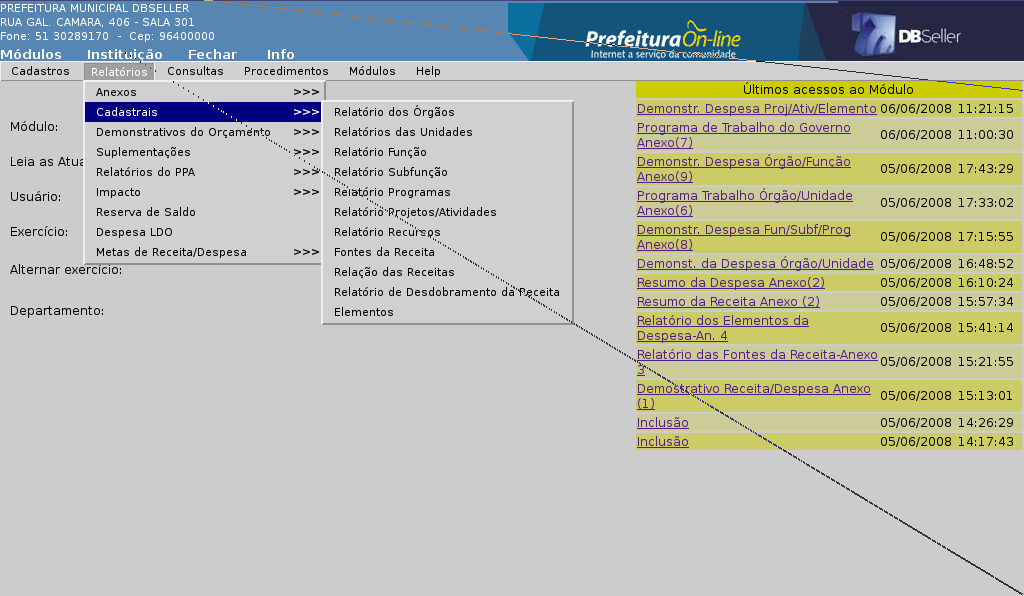 PREFEITURA MUNICIPAL DBSELLER
RUA GAL. CAMARA, 406 - SALA 301
Fone: 51 30289170 - Cep: 96400000
PrefeituraOn-line
Internet a serviço da comunidade
DBSeller
Módulos Instituição Fechar Info
Cadastros Relatórios Consultas Procedimentos Módulos Help
Anexos >>>
Cadastrais >>>
Demonstrativos do Orçamento >>>
Suplementações >>>
Relatórios do PPA >>>
Impacto >>>
Reserva de Saldo
Despesa LDO
Metas de Receita/Despesa >>>
Relatório dos Órgãos
Relatórios das Unidades
Relatório Função
Relatório Subfunção
Relatório Programas
Relatório Projetos/Atividades
Relatório Recursos
Fontes da Receita
Relação das Receitas
Relatório de Desdobramento da Receita
Elementos
Módulo:
Leia as Atua
Usuário:
Exercício:
Alternar exercício:
Departamento:
Últimos acessos ao Módulo
Demonstr. Despesa Proj/Ativ/Elemento 06/06/2008 11:21:15
Programa de Trabalho do Governo
Anexo(7) 06/06/2008 11:00:30
Demonstr. Despesa Órgão/Função
Anexo(9) 05/06/2008 17:43:29
Programa Trabalho Órgão/Unidade
Anexo(6) 05/06/2008 17:33:02
Demonstr. Despesa Fun/Subf/Prog
Anexo(8) 05/06/2008 17:15:55
Demonst. da Despesa Órgão/Unidade 05/06/2008 16:48:52
Resumo da Despesa Anexo(2) 05/06/2008 16:10:24
Resumo da Receita Anexo (2) 05/06/2008 15:57:34
Relatório dos Elementos da
Despesa-An. 4 05/06/2008 15:41:14
Relatório das Fontes da Receita-Anexo
3 05/06/2008 15:21:55
Demostrativo Receita/Despesa Anexo
(1) 05/06/2008 15:13:01
Inclusão 05/06/2008 14:26:29
Inclusão 05/06/2008 14:17:43